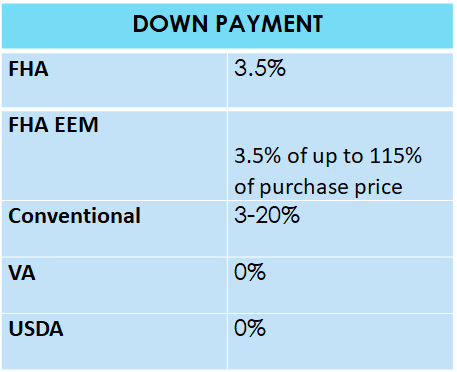 DOWN PAYMENT
FHA 3.5%
FHA EEM
3.5% of up to 115%
of purchase price
Conventional 3-20%
VA 0%
USDA 0%